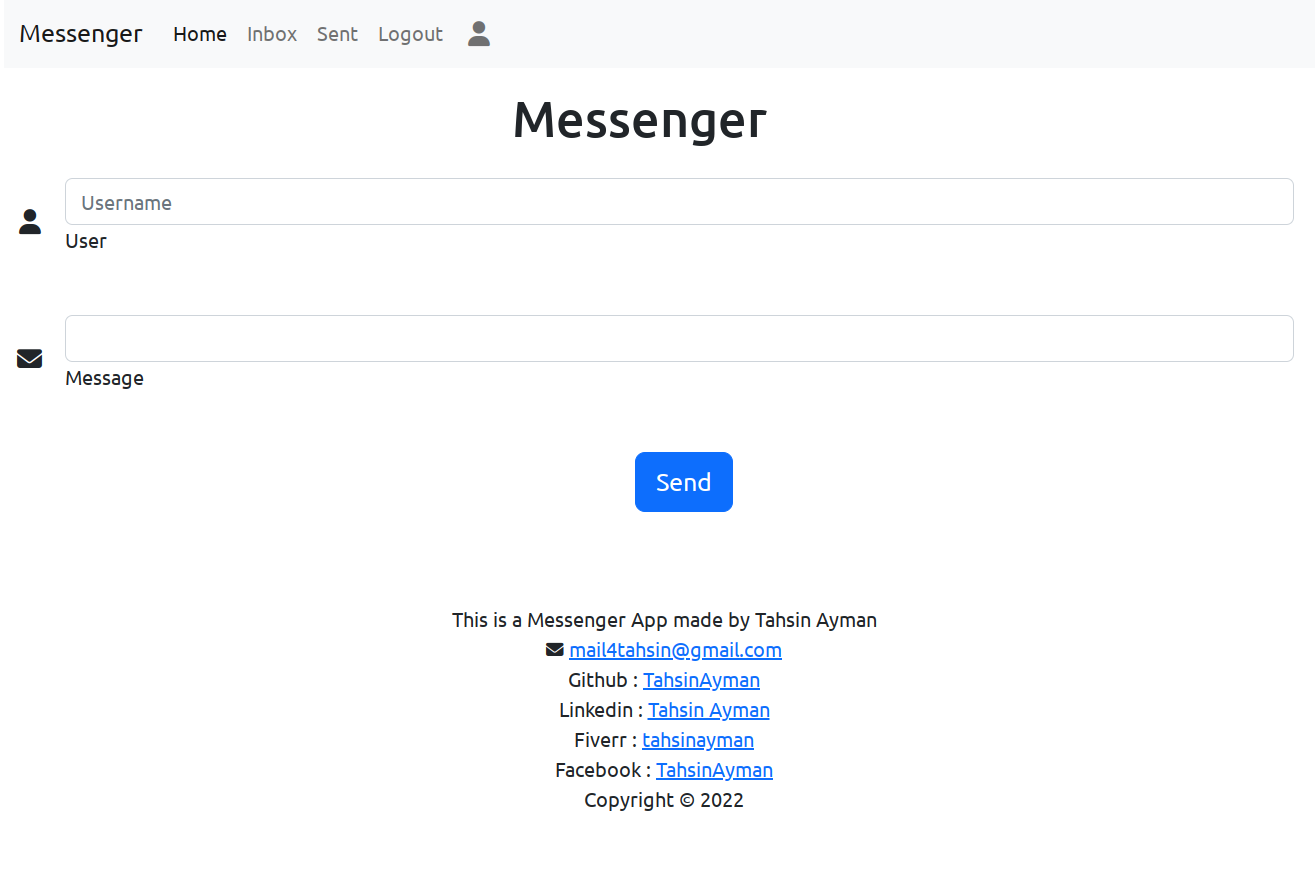 Messenger Home Inbox Sent Logout
Messenger
Username
User
Message
Send
This is a Messenger App made by Tahsin Ayman
mail4tahsin@gmail.com
Github : TahsinAyman
Linkedin : Tahsin Ayman
Fiverr : tahsinayman
Facebook : TahsinAyman
Copyright © 2022